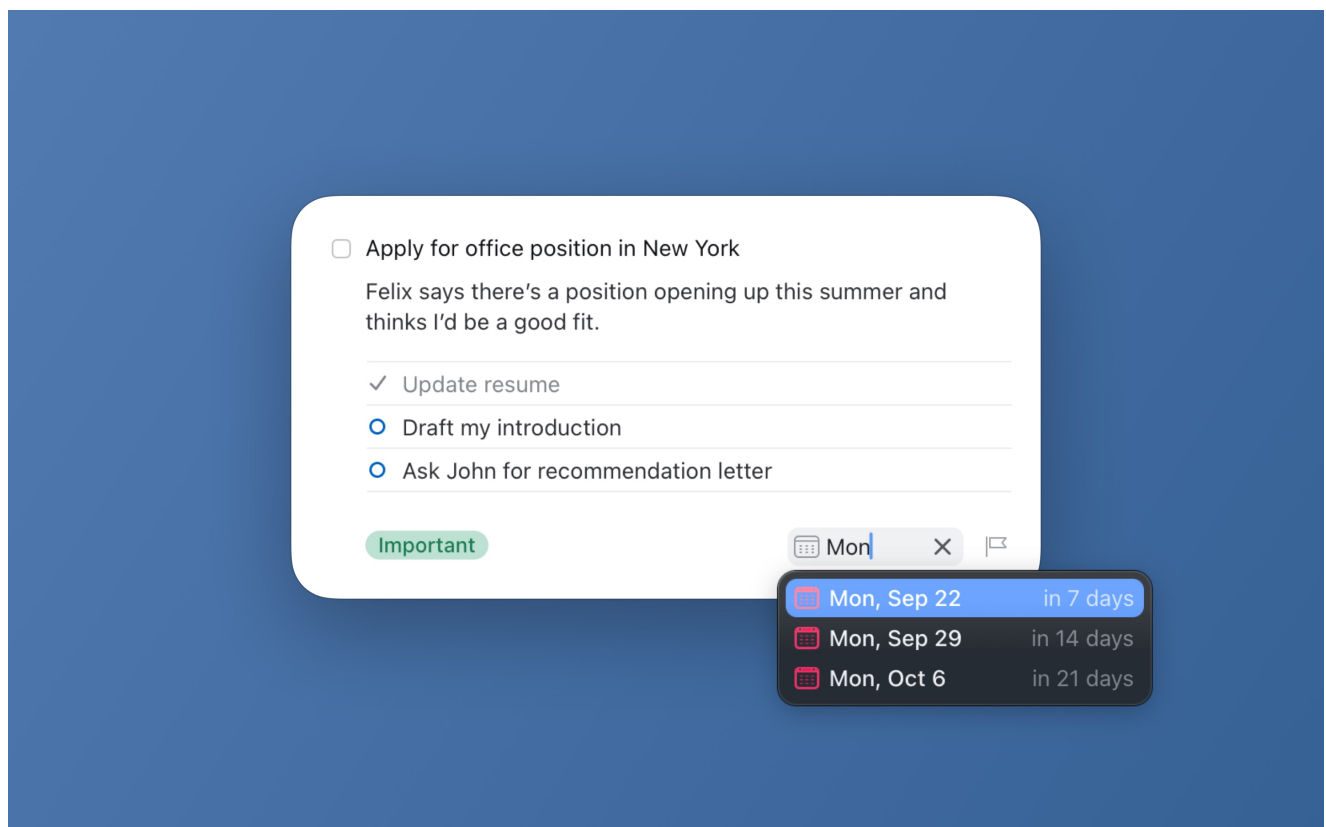 Apply for office position in New York
Felix says there’s a position opening up this summer and
thinks I’d be a good fit.
Update resume
Draft my introduction
Ask John for recommendation letter
Important
Mon
Mon, Sep 22 in 7 days
Mon, Sep 29 in 14 days
Mon, Oct 6 in 21 days